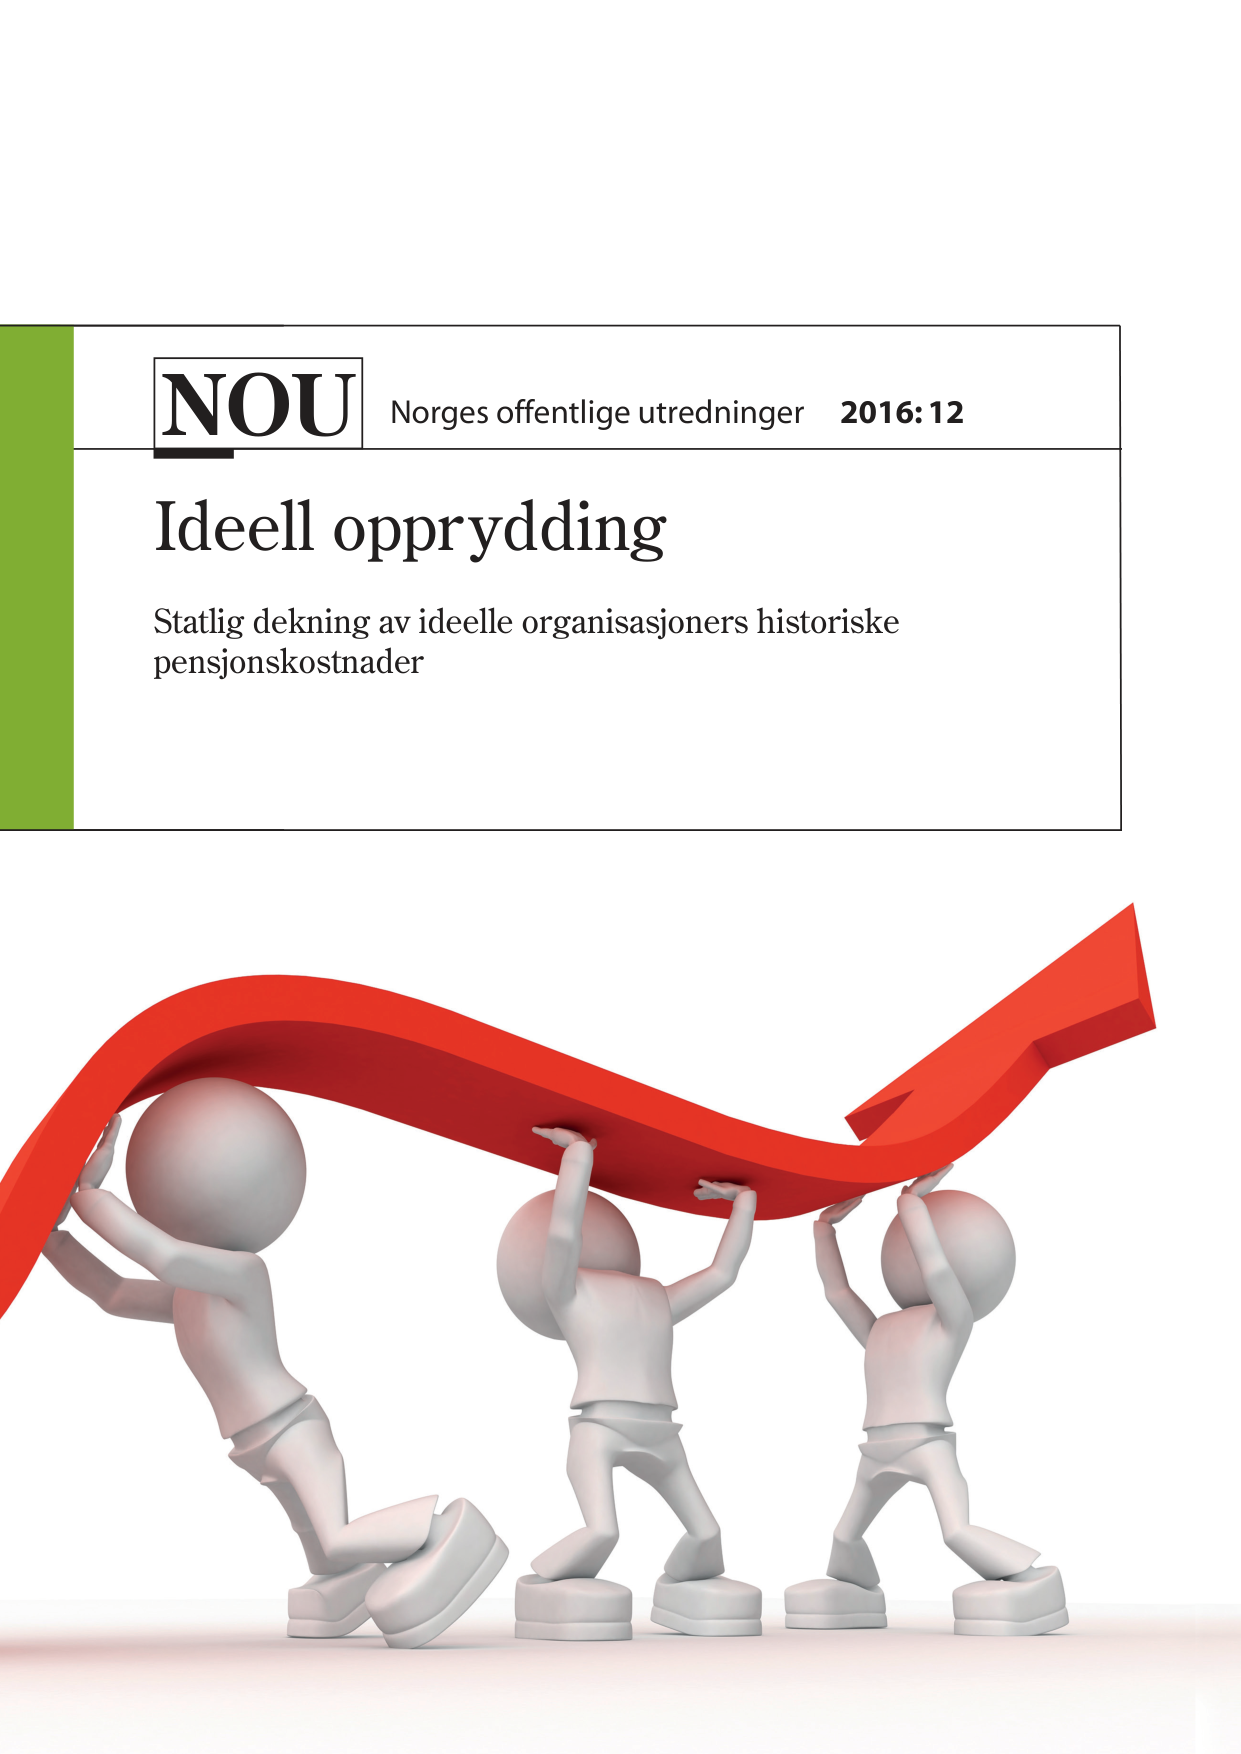 NOU Norges offentlige utredninger 2016: 12
Ideell opprydding
Statlig dekning av ideelle organisasjoners historiske
pensjonskostnader